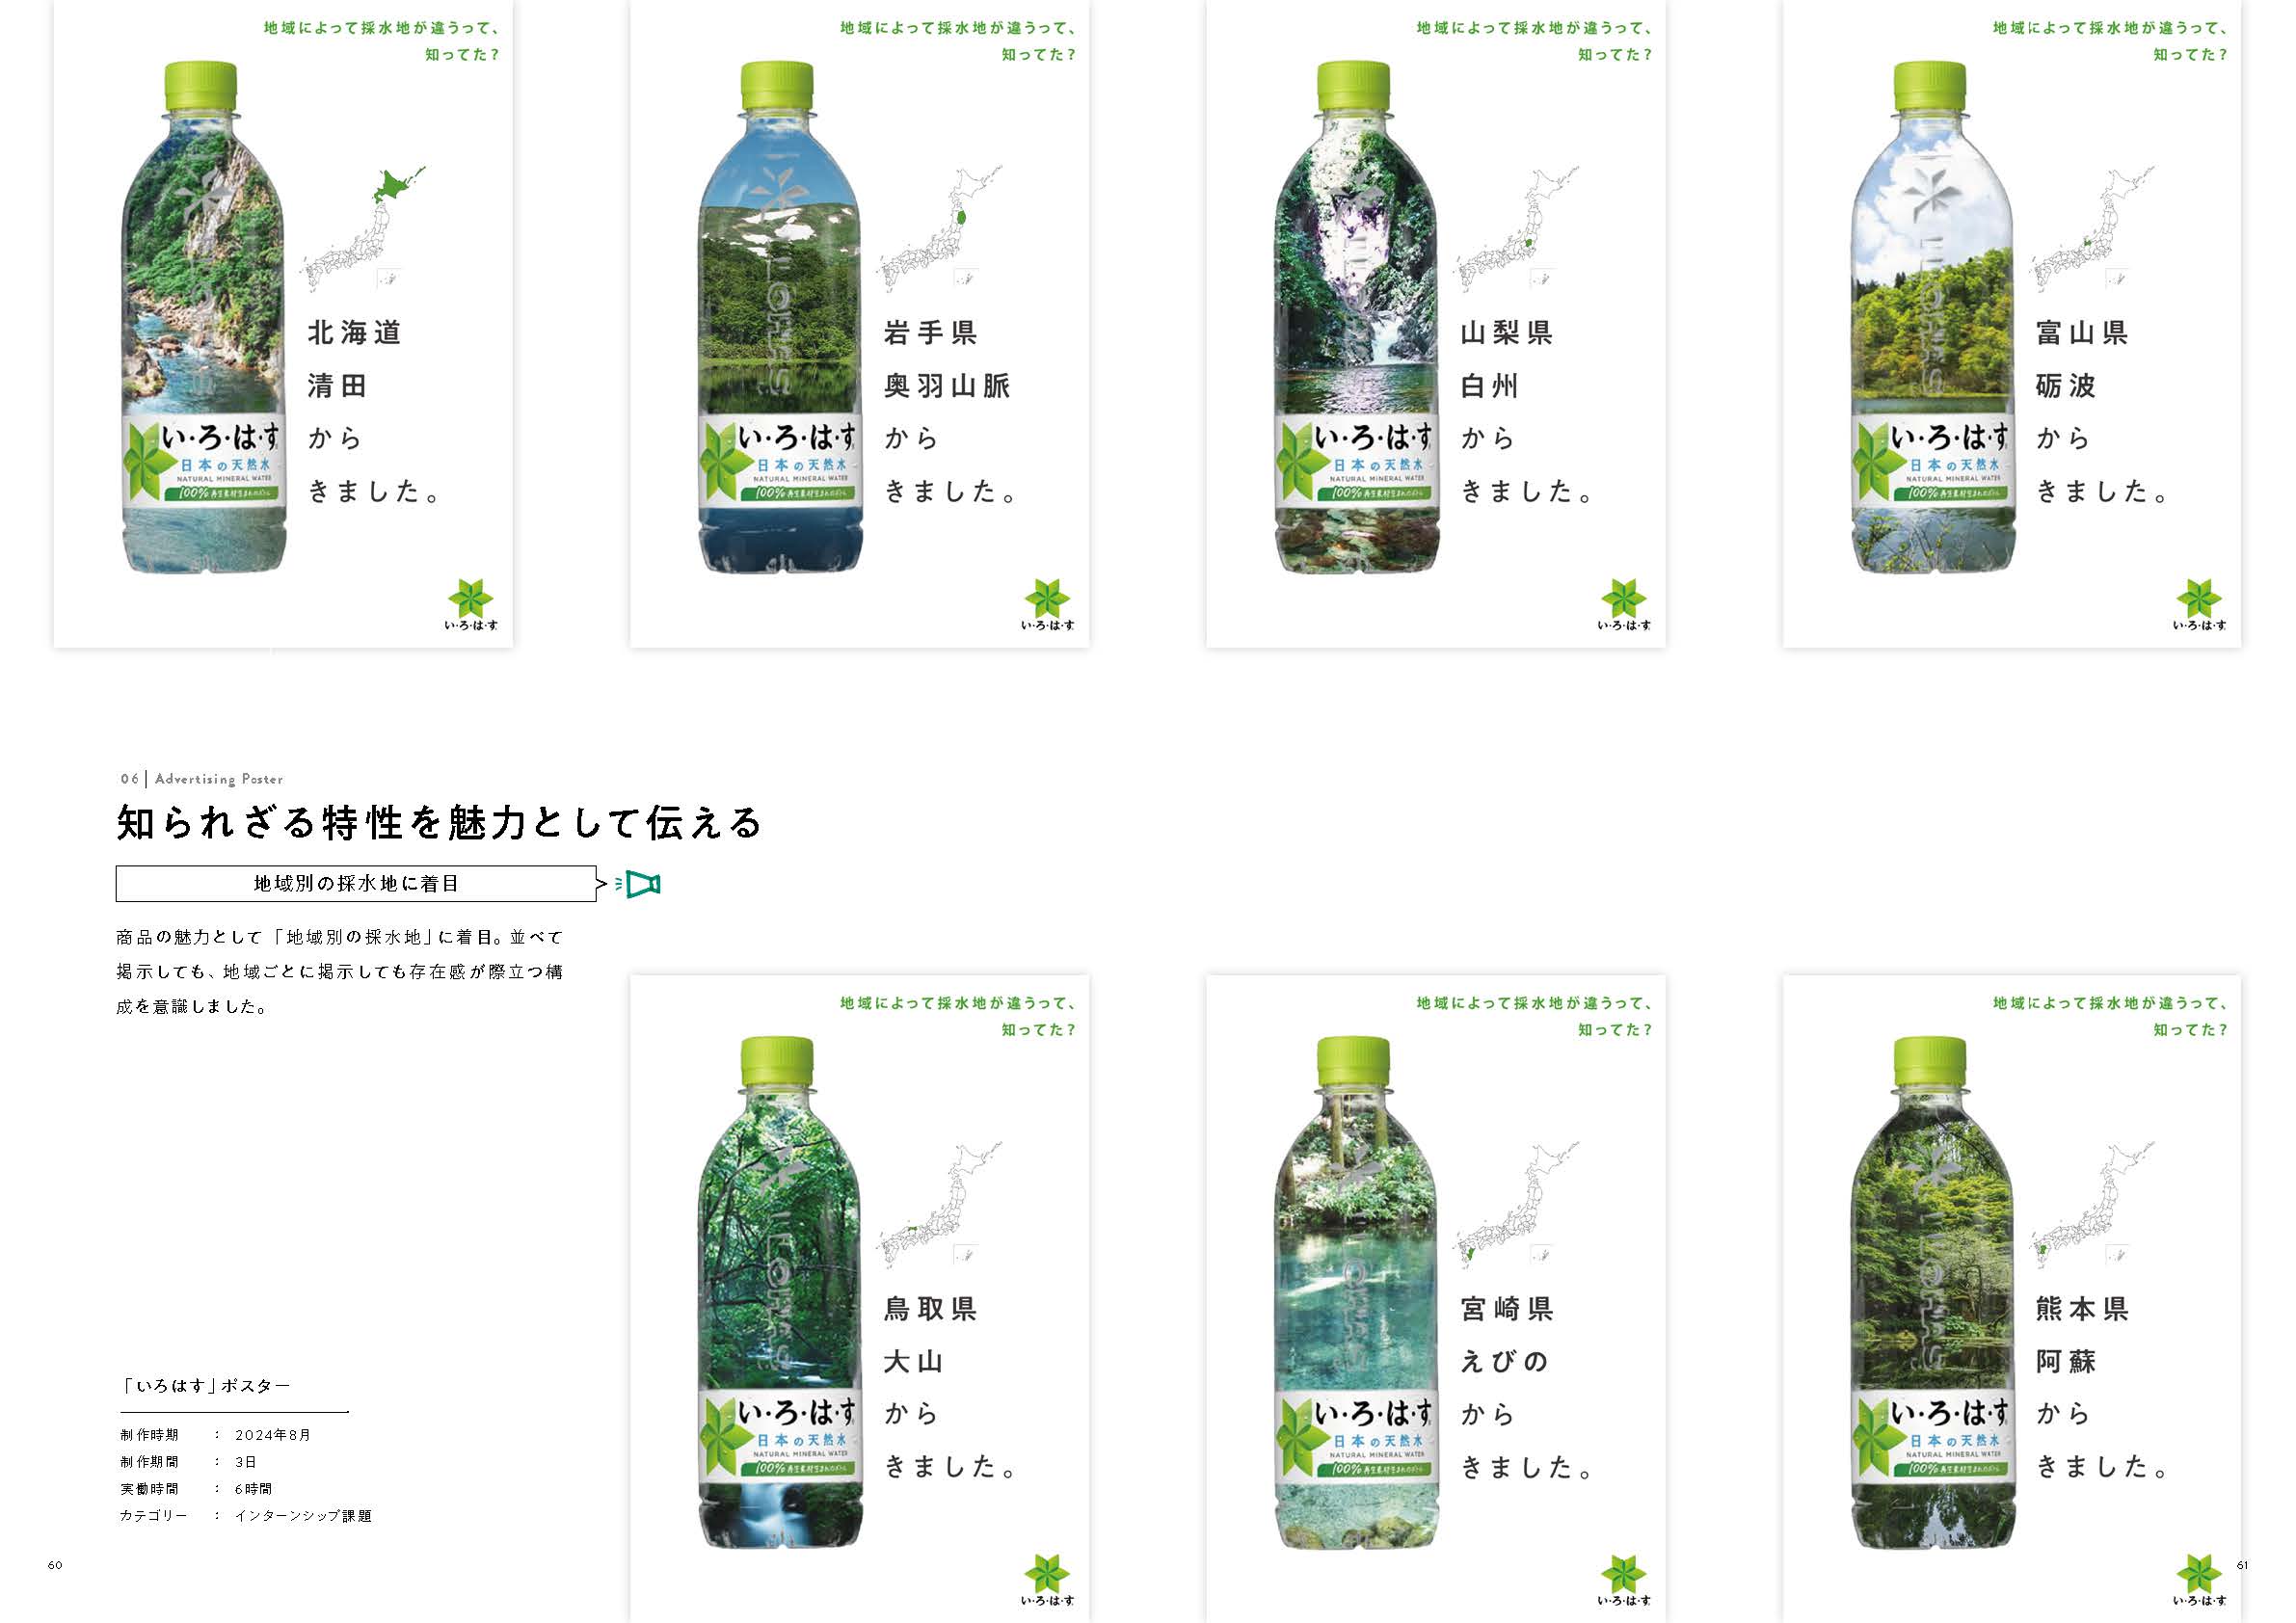 地域によって採水地が違うって、
知ってた？
北海道
清田
から
きました。
い・ろ・は・す
日本の天然水
NATURAL MINERAL WATER
100%再生素材生まれのボトル
い・ろ・は・す
地域によって採水地が違うって、
知ってた？
岩手県
奥羽山脈
から
きました。
い・ろ・は・す
日本の天然水
NATURAL MINERAL WATER
100%再生素材生まれのボトル
い・ろ・は・す
地域によって採水地が違うって、
知ってた？
山梨県
白州
から
きました。
い・ろ・は・す
日本の天然水
NATURAL MINERAL WATER
100%再生素材生まれのボトル
い・ろ・は・す
地域によって採水地が違うって、
知ってた？
富山県
砺波
から
きました。
い・ろ・は・す
日本の天然水
NATURAL MINERAL WATER
100%再生素材生まれのボトル
い・ろ・は・す
06 | Advertising Poster
知られざる特性を魅力として伝える
地域別の採水地に着目
商品の魅力として「地域別の採水地」に着目。並べて
掲示しても、地域ごとに掲示しても存在感が際立つ構
成を意識しました。
「いろはす」ポスター
制作時期 : 2024年8月
制作期間 : 3日
実働時間 : 6時間
カテゴリー : インターンシップ課題
60
地域によって採水地が違うって、
知ってた？
鳥取県
大山
から
きました。
い・ろ・は・す
日本の天然水
NATURAL MINERAL WATER
100%再生素材生まれのボトル
い・ろ・は・す
地域によって採水地が違うって、
知ってた？
宮崎県
えびの
から
きました。
い・ろ・は・す
日本の天然水
NATURAL MINERAL WATER
100%再生素材生まれのボトル
い・ろ・は・す
地域によって採水地が違うって、
知ってた？
熊本県
阿蘇
から
きました。
い・ろ・は・す
日本の天然水
NATURAL MINERAL WATER
100%再生素材生まれのボトル
い・ろ・は・す
61